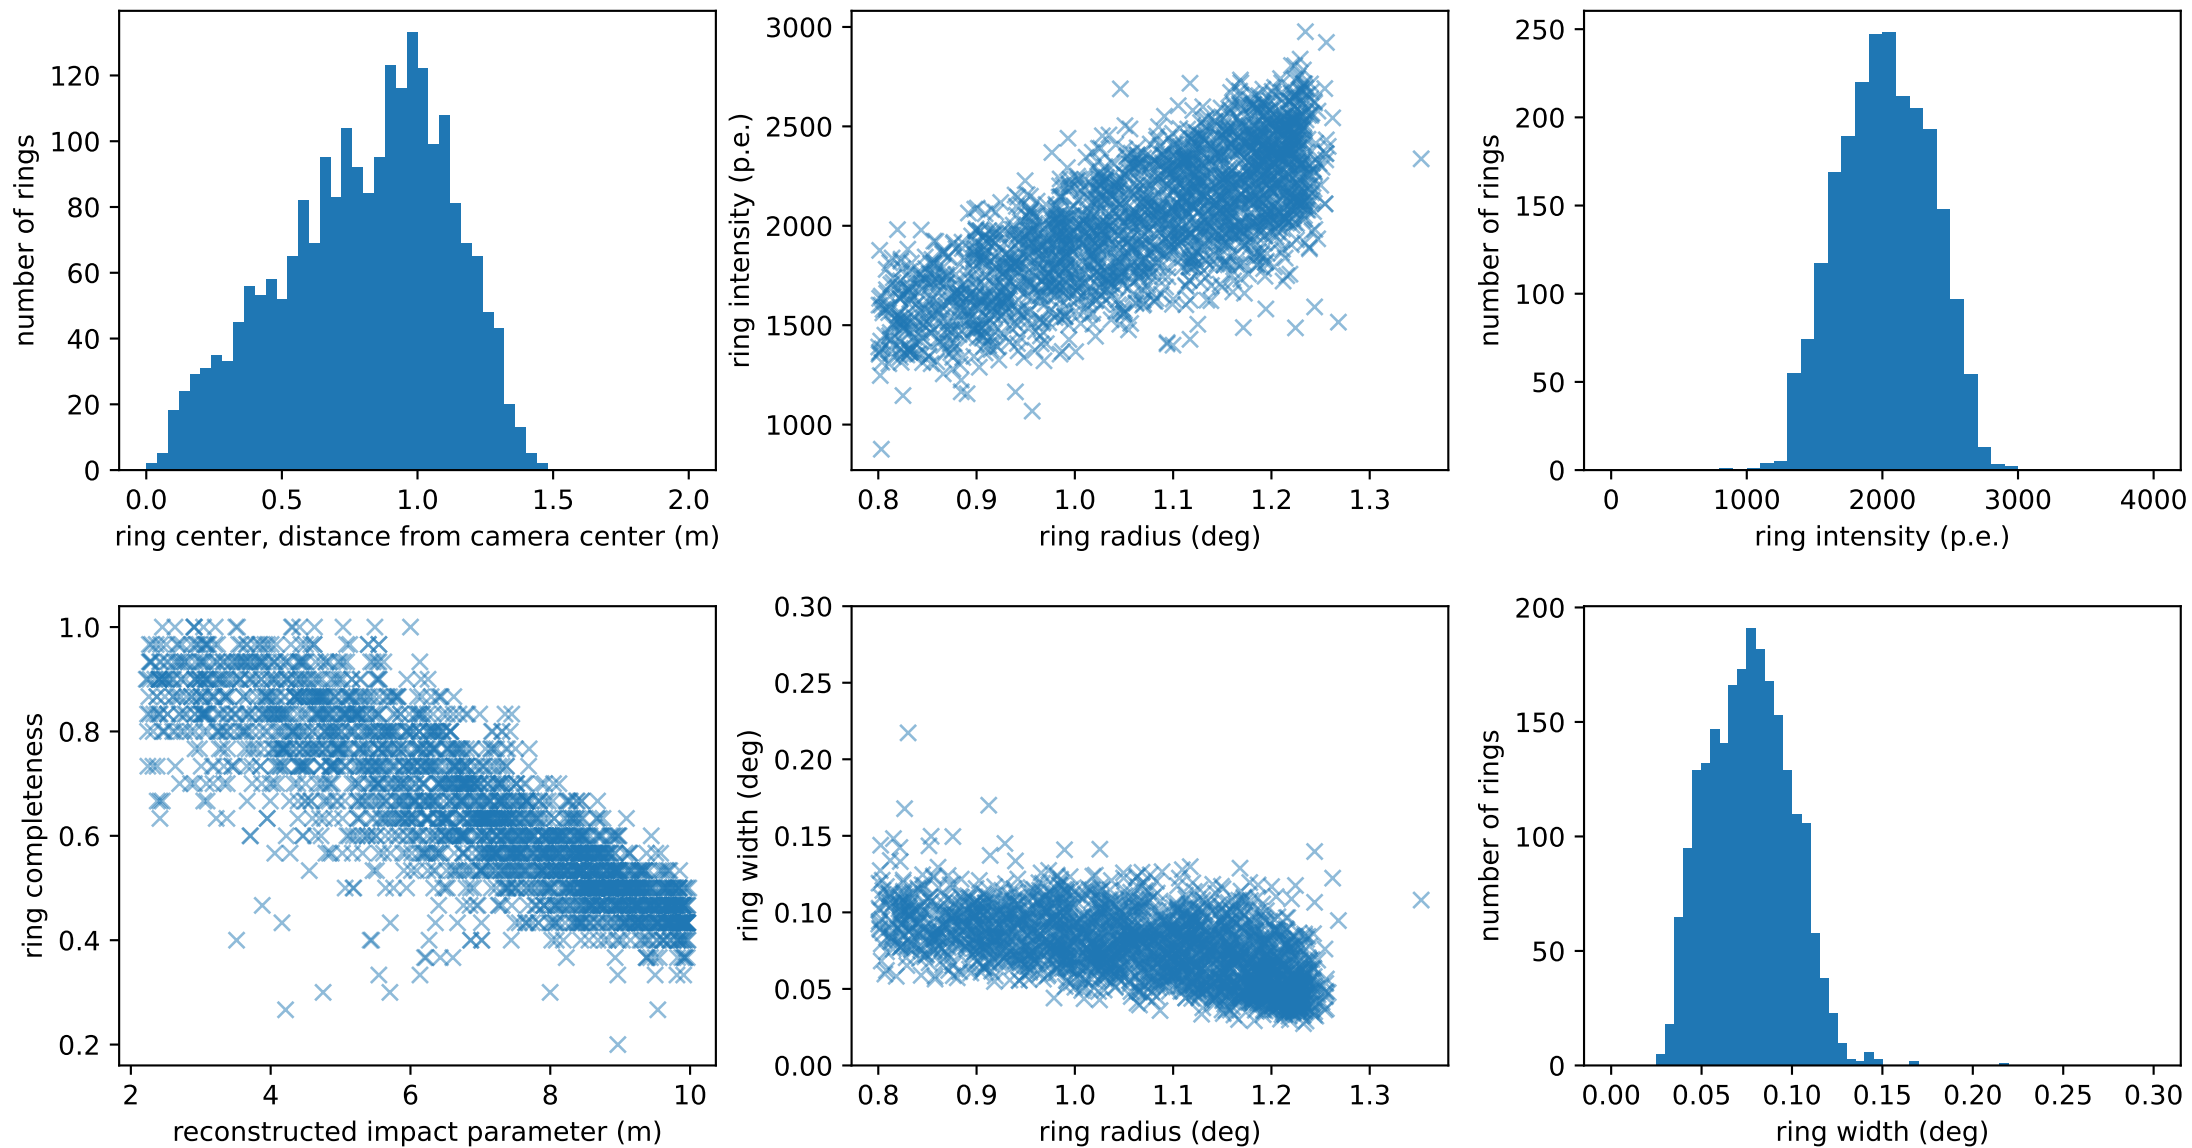 number of rings
120
100
80
60
40
20
0
0.0 0.5 1.0 1.5 2.0
ring center, distance from camera center (m)
ring intensity (p.e.)
3000
2500
2000
1500
1000
0.8 0.9 1.0 1.1 1.2 1.3
ring radius (deg)
number of rings
250
200
150
100
50
0
0 1000 2000 3000 4000
ring intensity (p.e.)
ring completeness
1.0
0.8
0.6
0.4
0.2
2 4 6 8 10
reconstructed impact parameter (m)
ring width (deg)
0.30
0.25
0.20
0.15
0.10
0.05
0.00
0.8 0.9 1.0 1.1 1.2 1.3
ring radius (deg)
number of rings
200
150
100
50
0
0.00 0.05 0.10 0.15 0.20 0.25 0.30
ring width (deg)